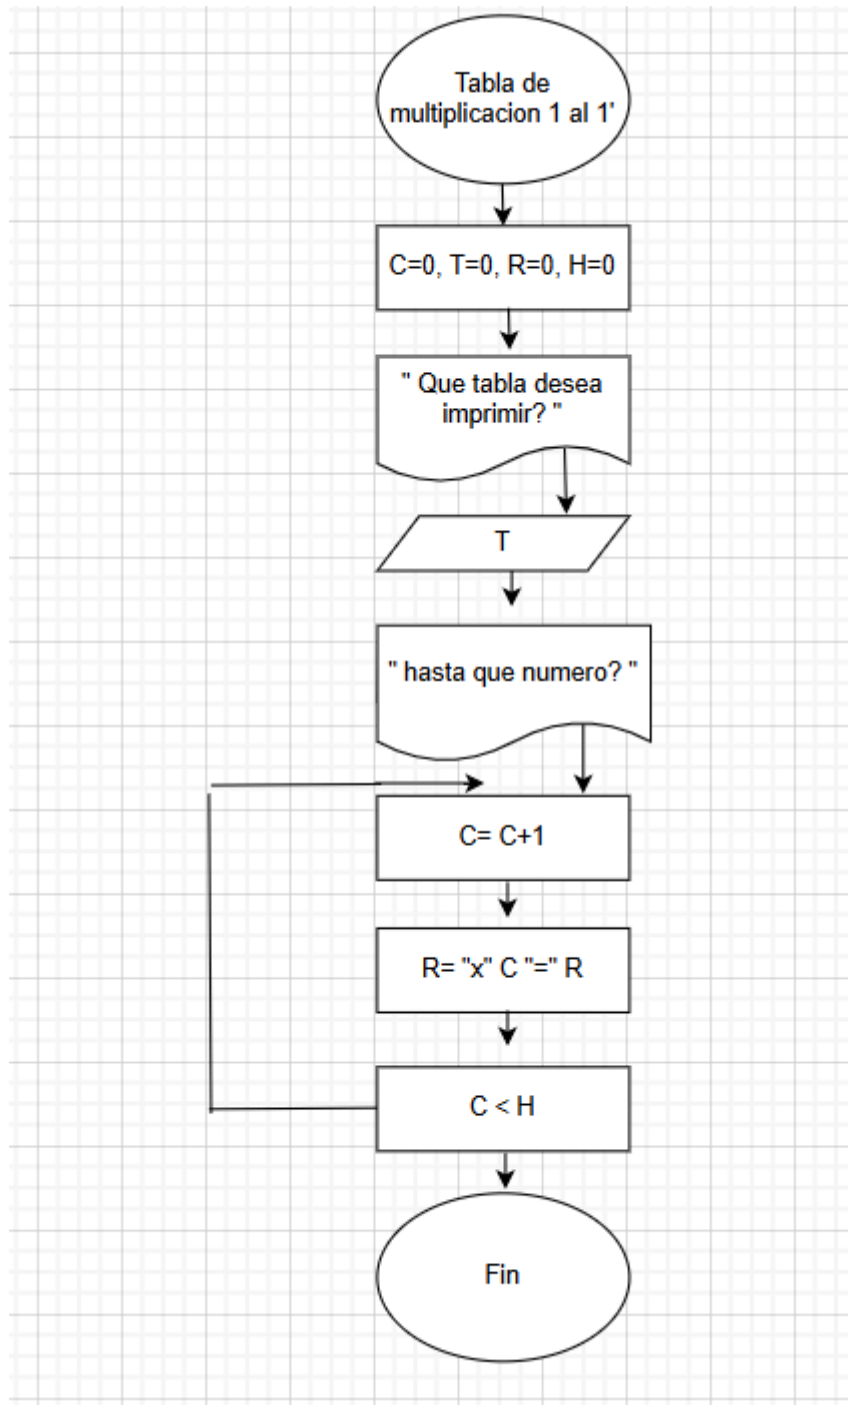 Tabla de
multiplicacion 1 al 1'
C=0, T=0, R=0, H=0
" Que tabla desea
imprimir? "
T
" hasta que numero? "
C= C+1
R= "x" C "=" R
C < H
Fin